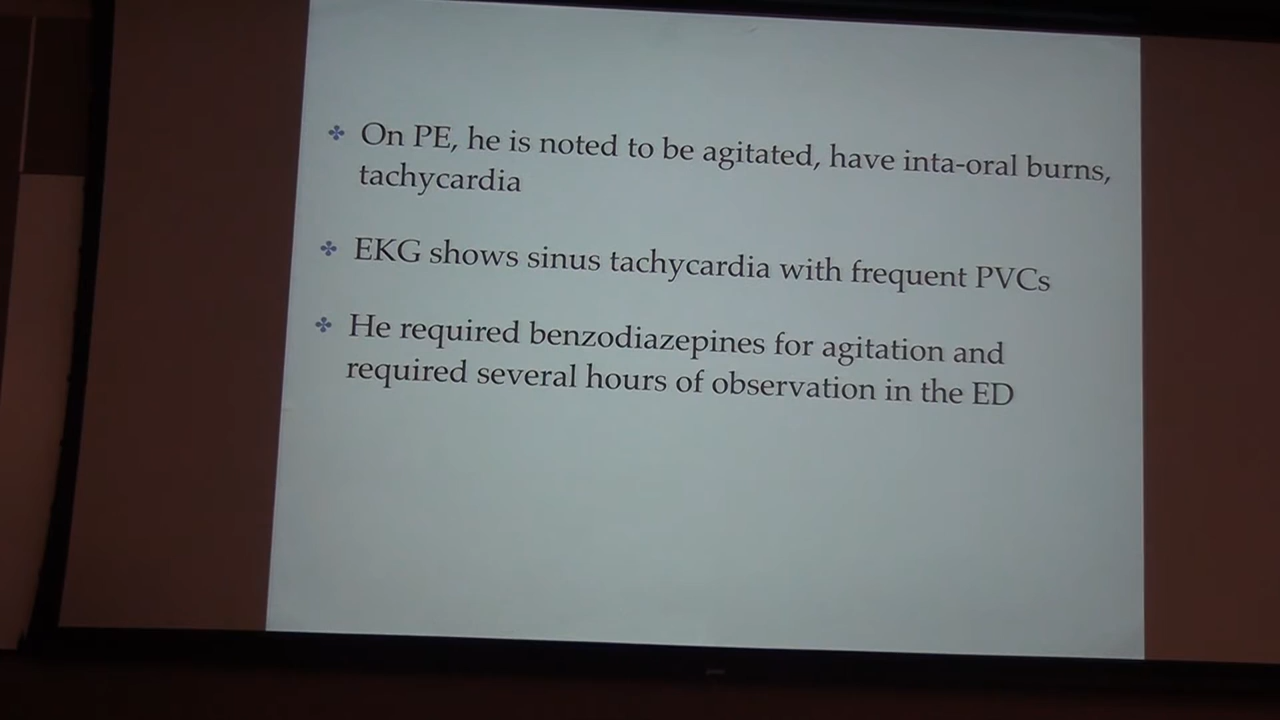 On PE, he is noted to be agitated, have inta-oral burns,
tachycardia
EKG shows sinus tachycardia with frequent PVCs
He required benzodiazepines for agitation and
required several hours of observation in the ED